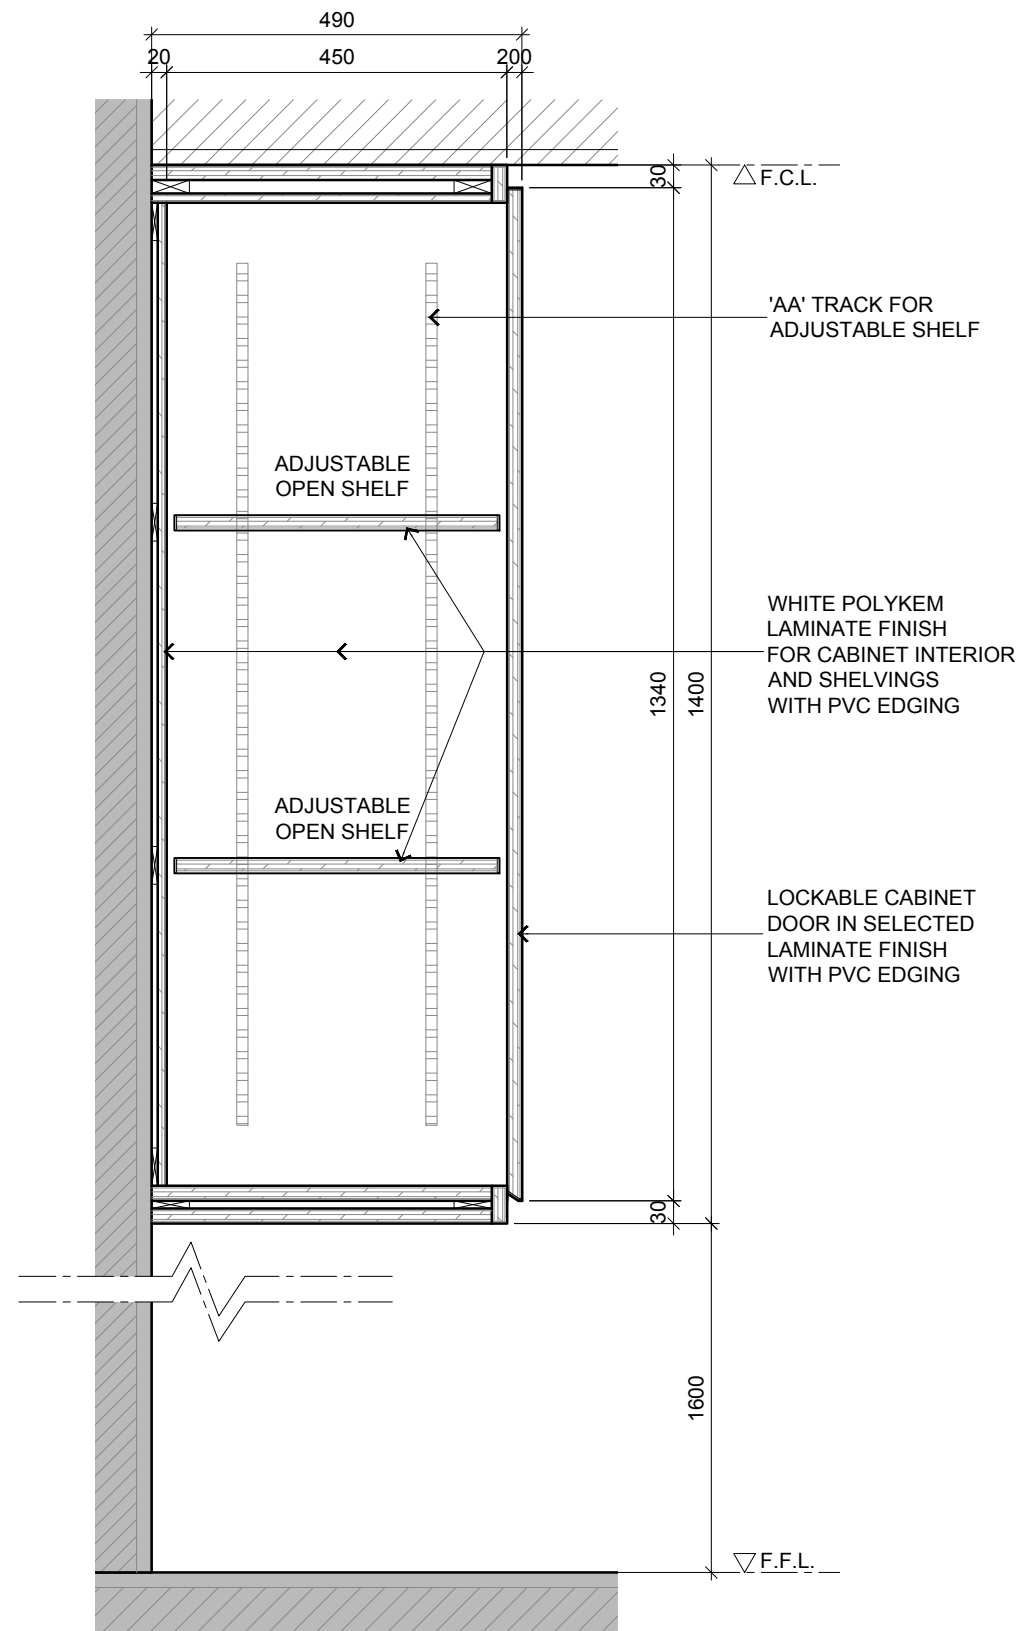 490
20 450 200
30
F.C.L.
'AA' TRACK FOR
ADJUSTABLE SHELF
ADJUSTABLE
OPEN SHELF
WHITE POLYKEM
LAMINATE FINISH
FOR CABINET INTERIOR
AND SHELVINGS
WITH PVC EDGING
1340
1400
ADJUSTABLE
OPEN SHELF
LOCKABLE CABINET
DOOR IN SELECTED
LAMINATE FINISH
WITH PVC EDGING
30
1600
F.F.L.